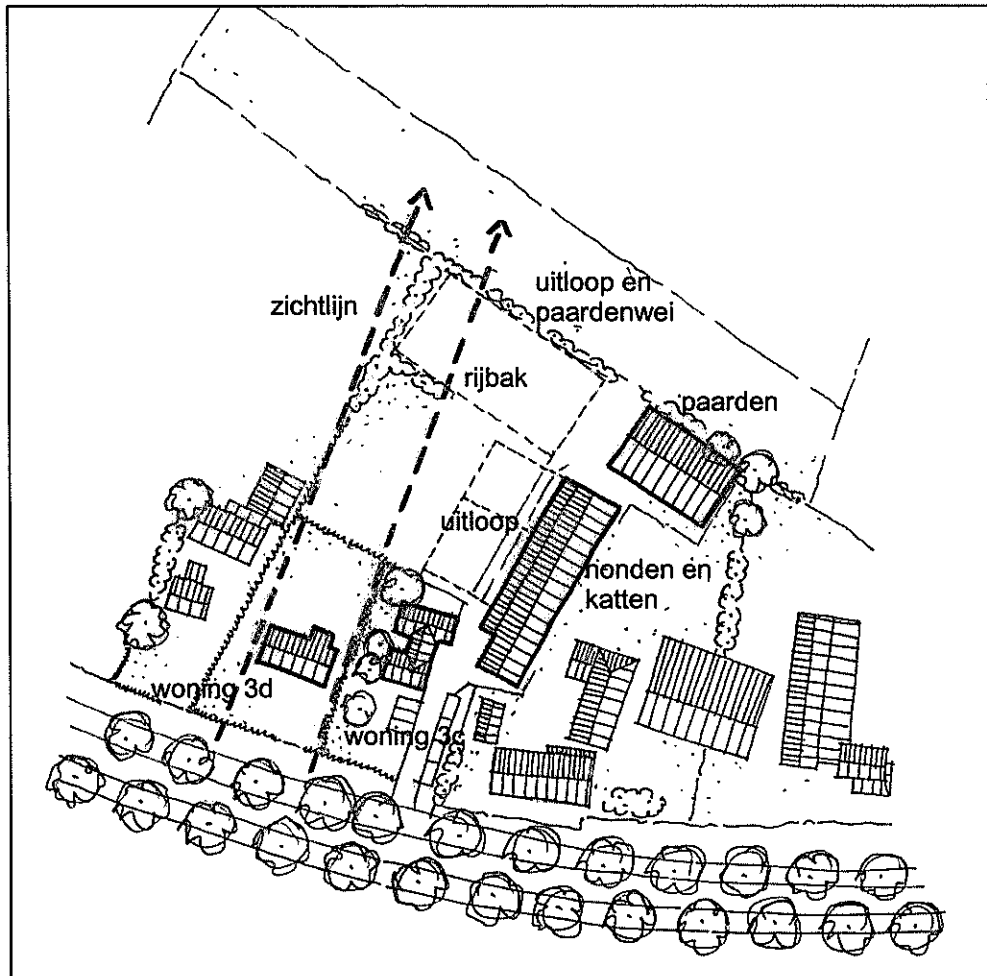 zichtlijn
uitloop en
paardenwei
rijbak
paarden
uitloop
honden en
katten
woning 3d
woning 3c